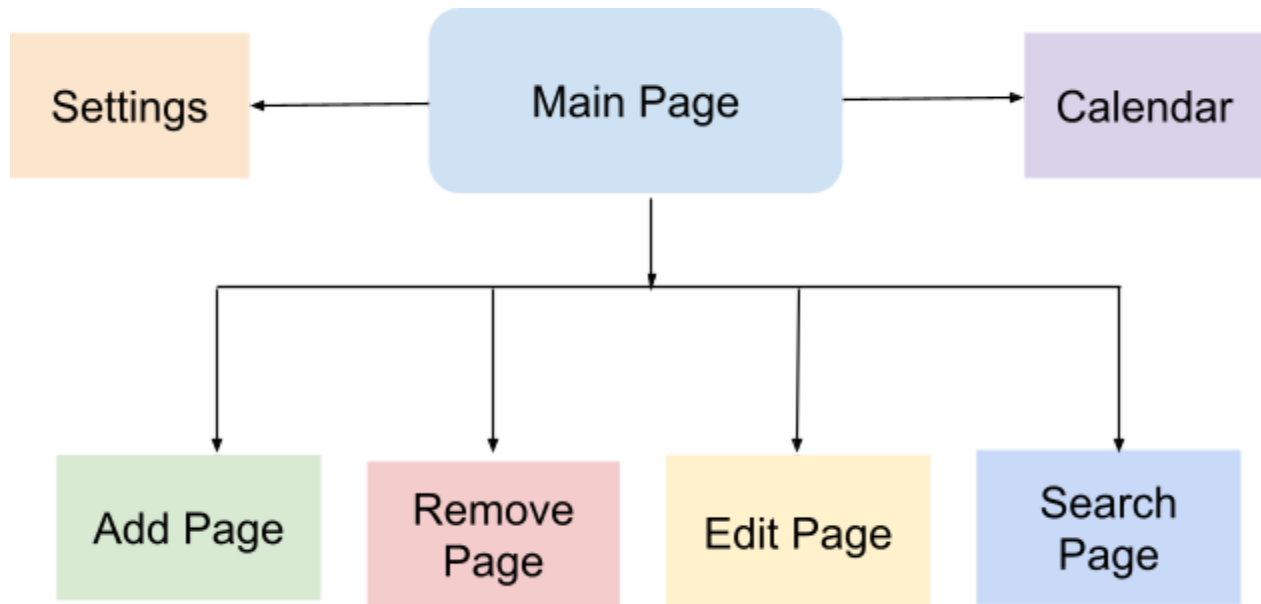 Settings
Main Page
Calendar
Add Page
Remove
Page
Edit Page
Search
Page